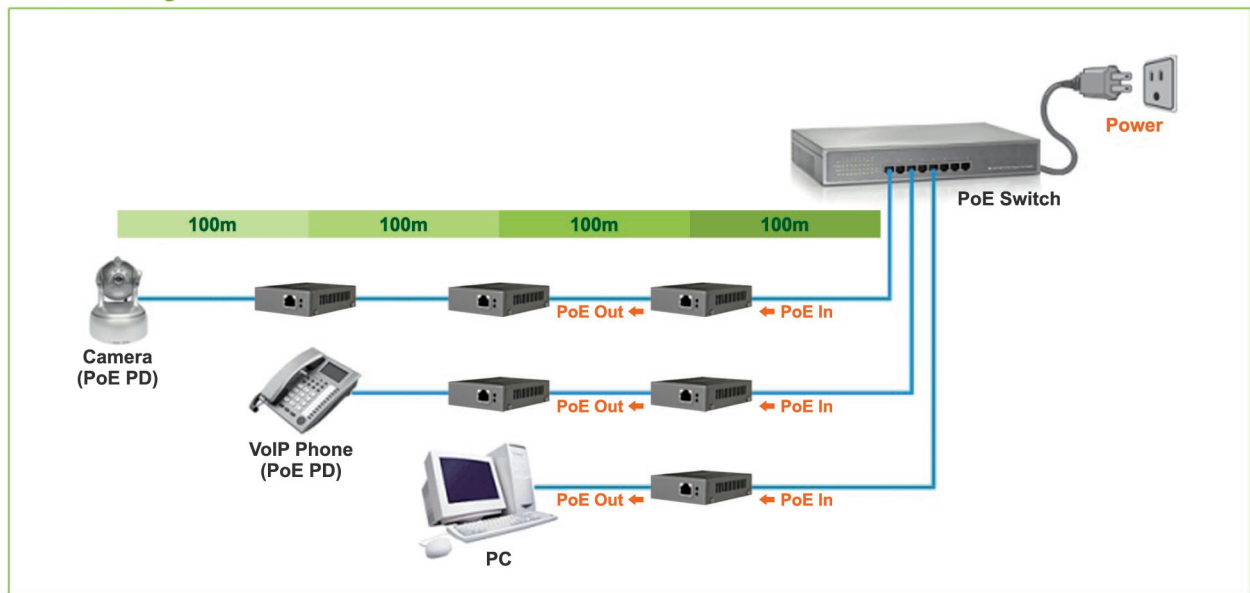 Power
PoE Switch
100m 100m 100m 100m
PoE Out PoE In
Camera
(PoE PD)
PoE Out PoE In
VoIP Phone
(PoE PD)
PoE Out PoE In
PC